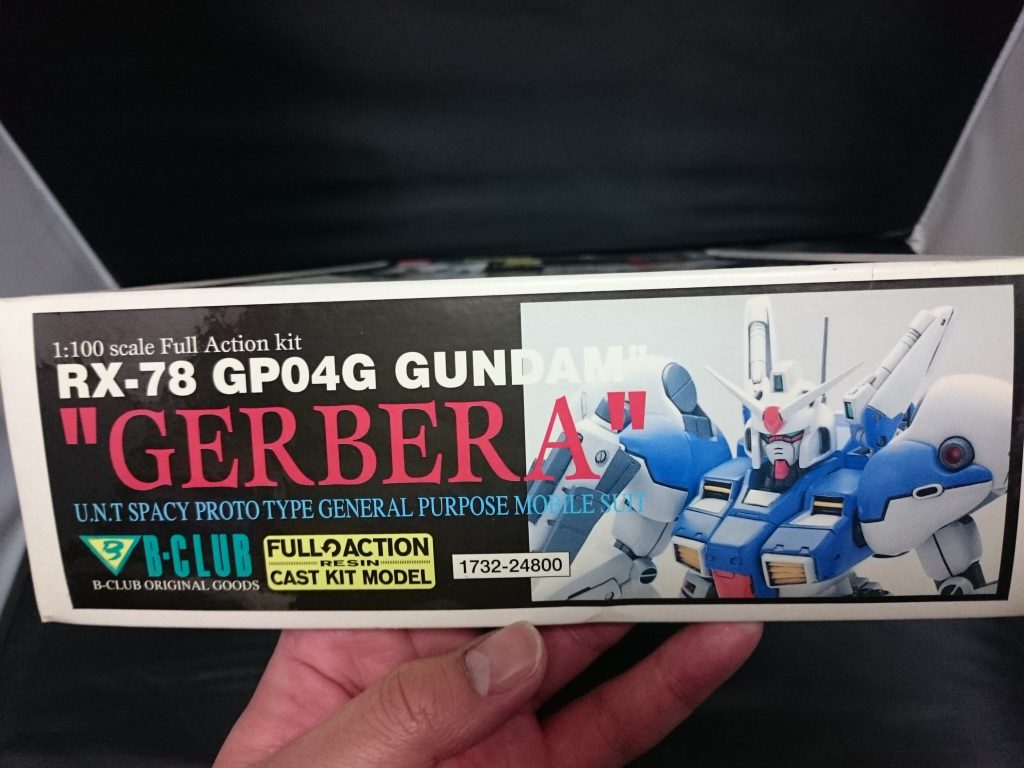 1:100 scale Full Action kit
RX-78 GP04G GUNDAM"
"GERBERA"
U.N.T SPACY PROTO TYPE GENERAL PURPOSE MOBILE SUIT
B
B-CLUB
B-CLUB ORIGINAL GOODS
FULL ACTION
RESIN
CAST KIT MODEL
1732-24800